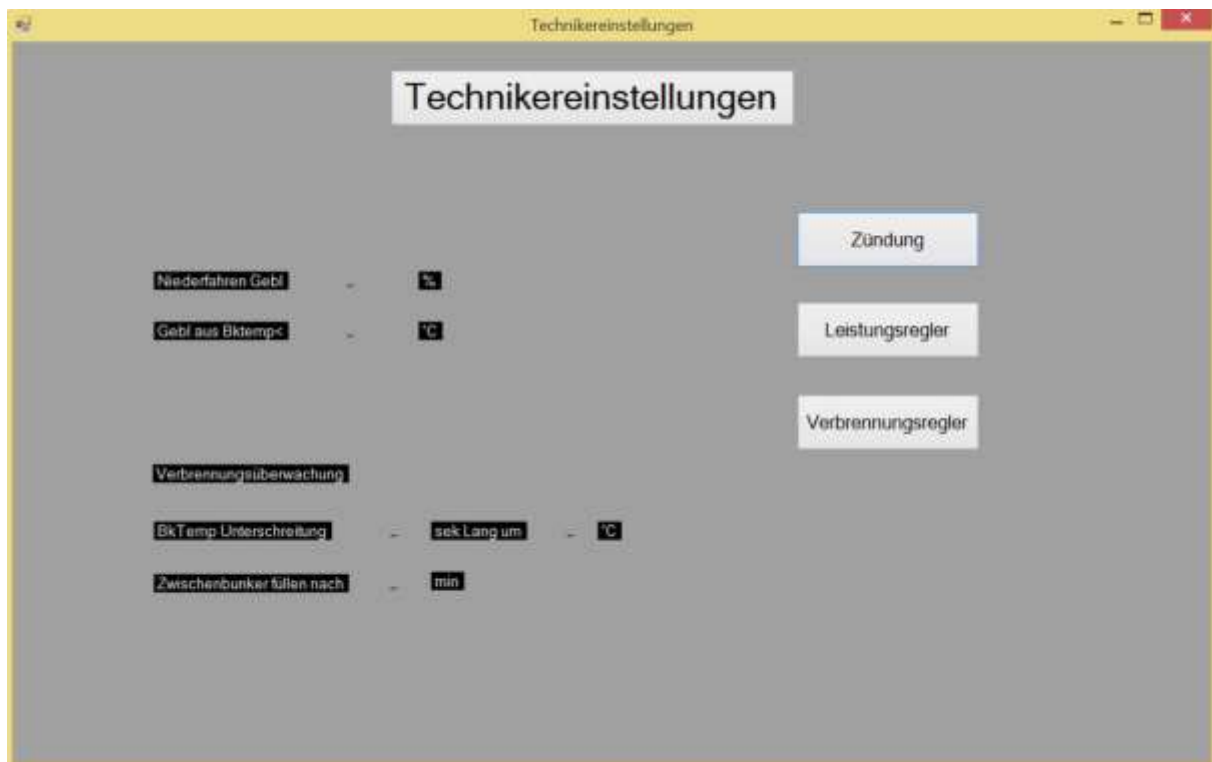 Technikereinstellungen
Technikereinstellungen
Zündung
Niederfahren Gebl - %
Gebl aus Bktemp< - °C
Leistungsregler
Verbrennungsregler
Verbrennungsüberwachung
BkTemp.Unterschreitung - sek Lang um - °C
Zwischenbunker füllen nach - min